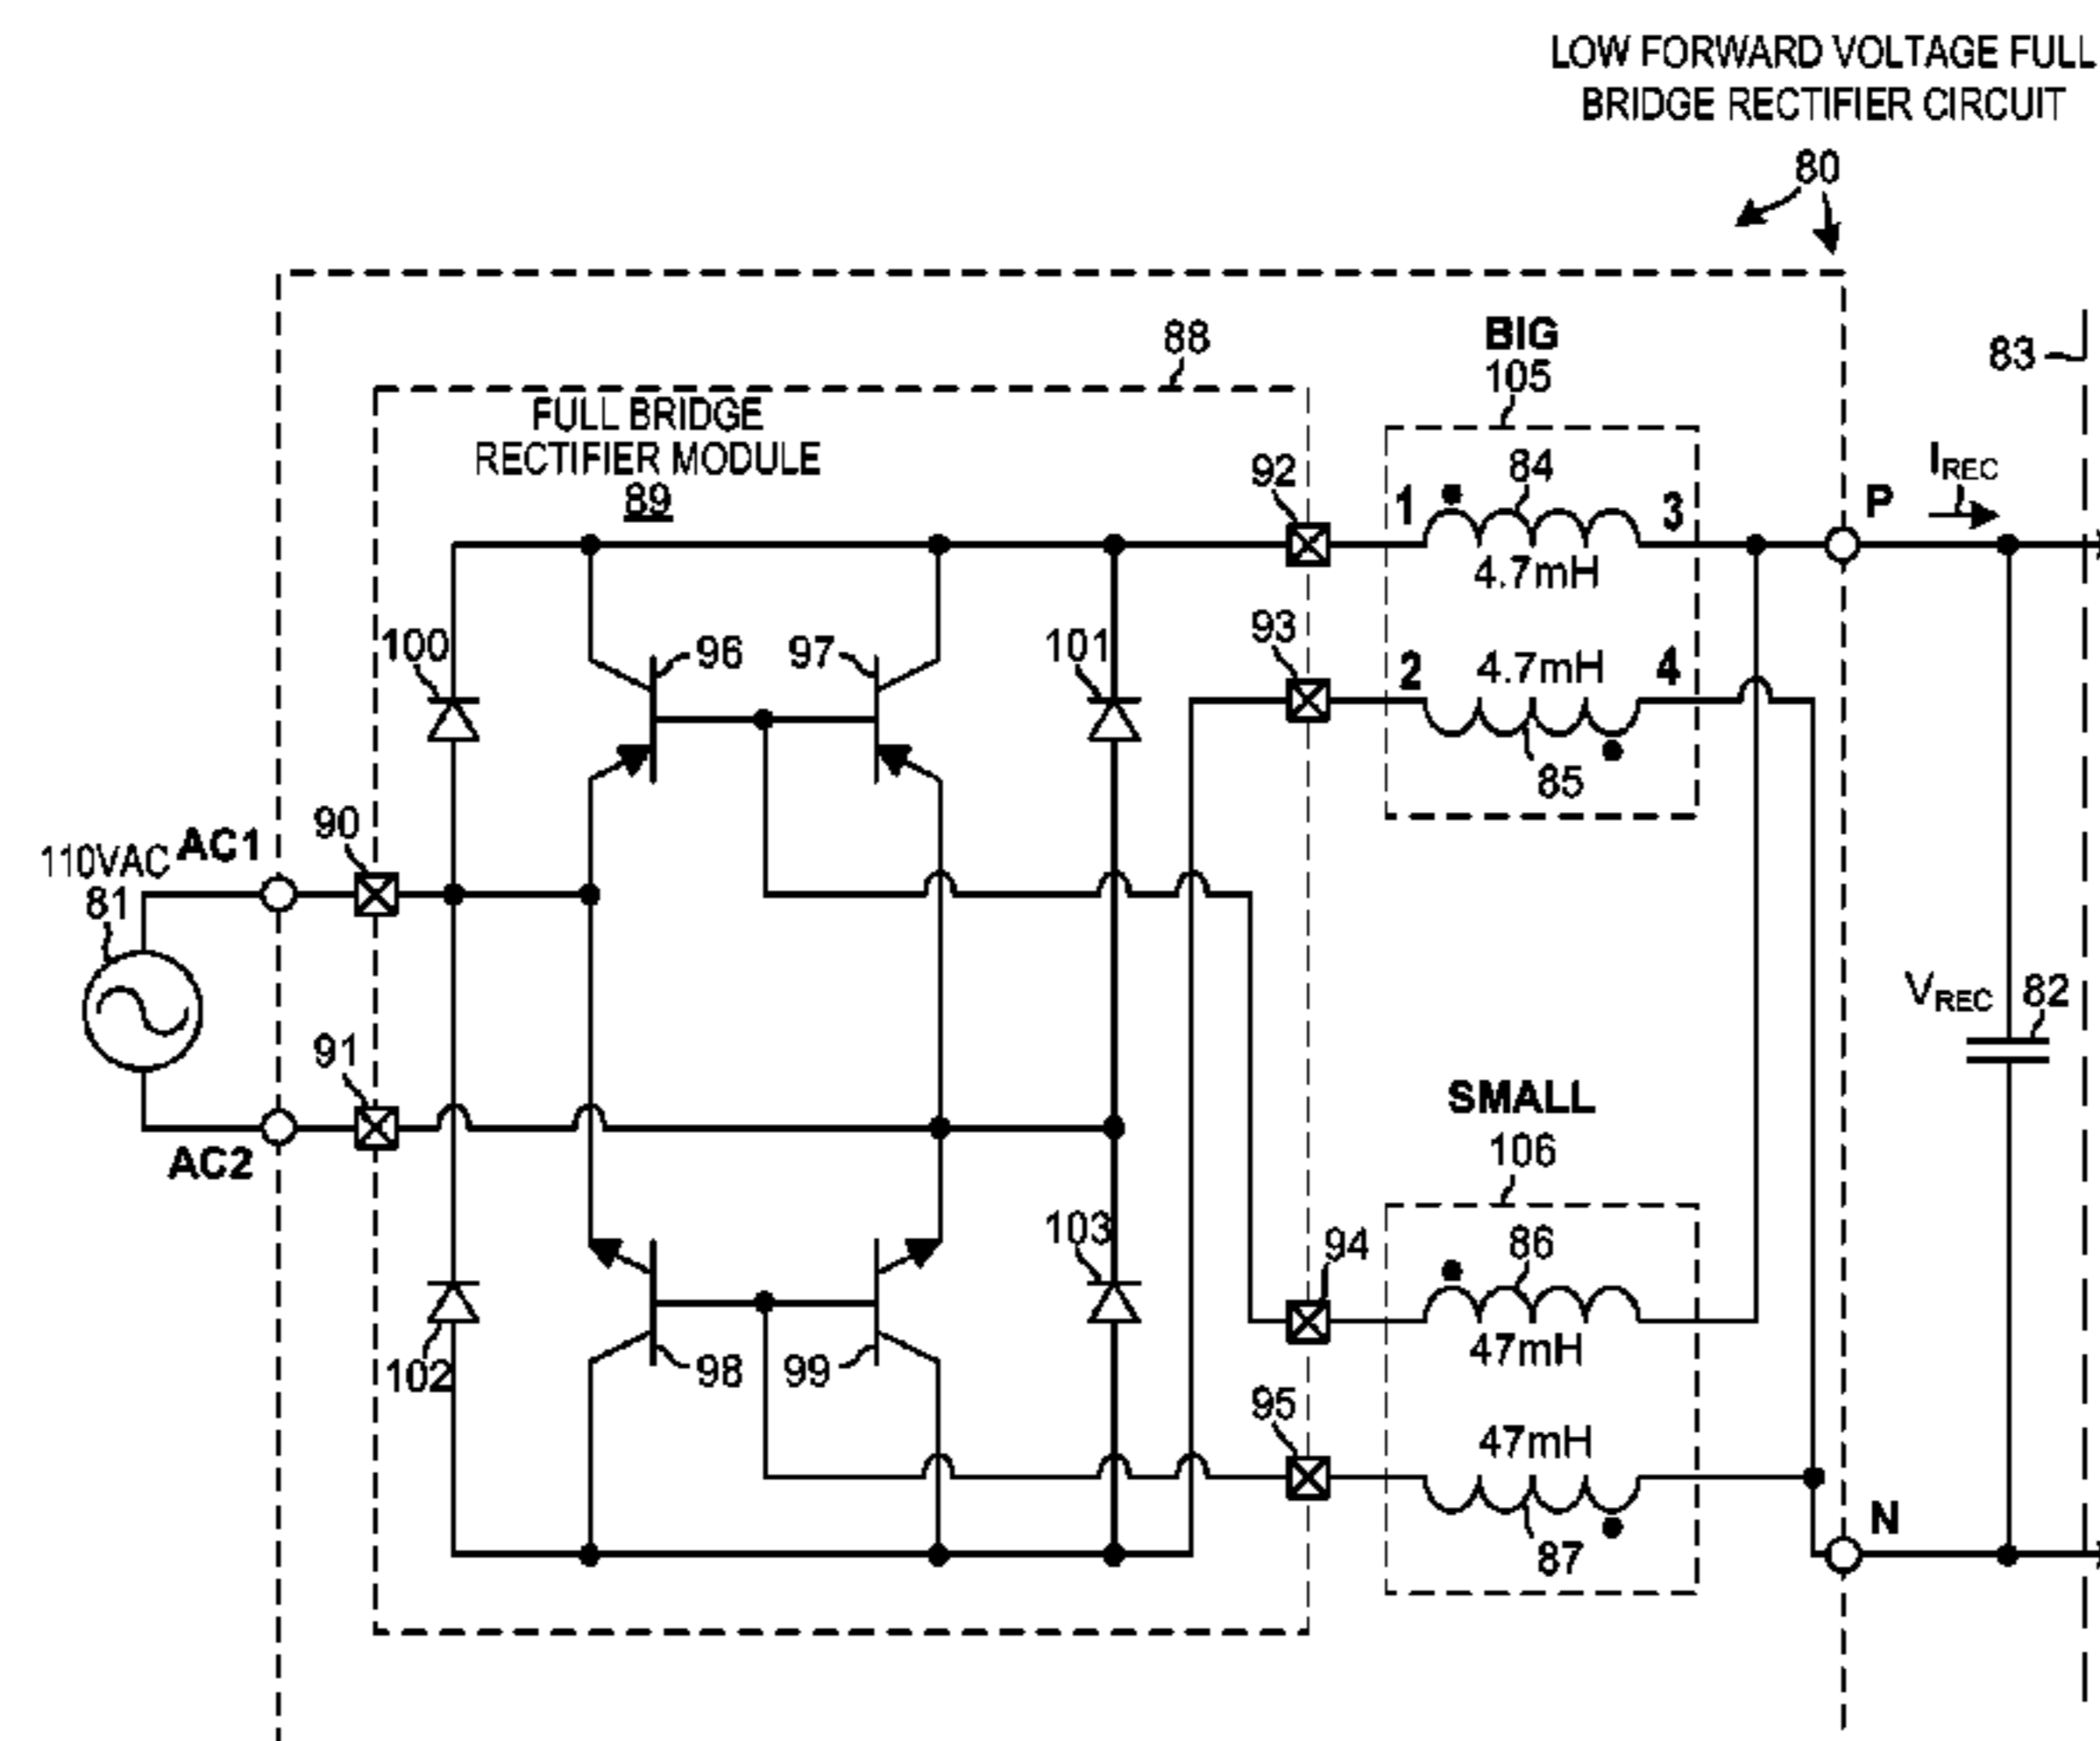 LOW FORWARD VOLTAGE FULL
BRIDGE RECTIFIER CIRCUIT
80
88
BIG
105
83
FULL BRIDGE
RECTIFIER MODULE
89
92
1
84
3
P
IREC
4.7mH
100
96
97
101
93
2
4.7mH
4
85
110VAC
AC1
90
81
VREC
82
91
AC2
SMALL
106
103
94
86
47mH
102
98
99
95
47mH
87
N